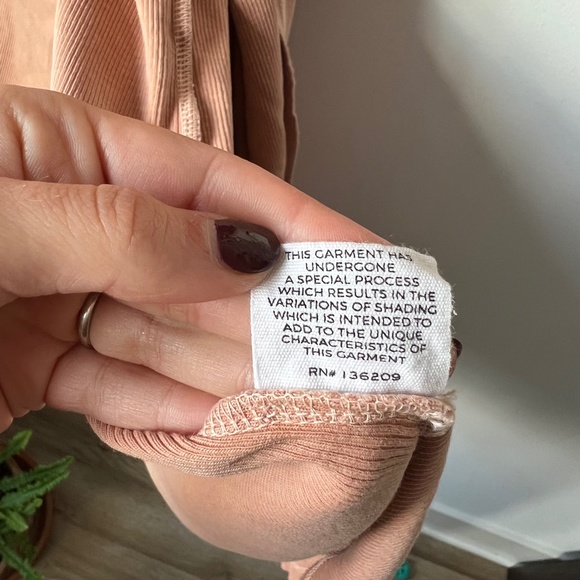 THIS GARMENT HAS
UNDERGONE
A SPECIAL PROCESS
WHICH RESULTS IN THE
VARIATIONS OF SHADING
WHICH IS INTENDED TO
ADD TO THE UNIQUE
CHARACTERISTICS OF
THIS GARMENT
RN# 136209